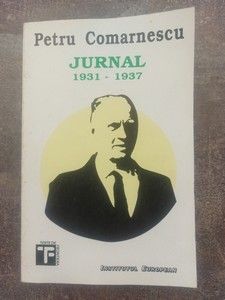 Petru Comarnescu
JURNAL
1931 - 1937
INSTITUTUL EUROPEAN